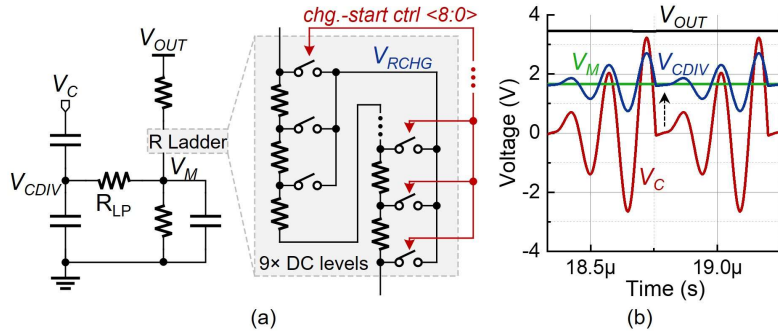 chg.-start ctrl <8:0>
V_OUT
V_C
V_RCHG
R Ladder
V_M
V_CDIV
R_LP
9× DC levels
(a)
Voltage (V)
4
2
0
-2
-4
V_OUT
V_M
V_CDIV
V_C
18.5µ
19.0µ
Time (s)
(b)